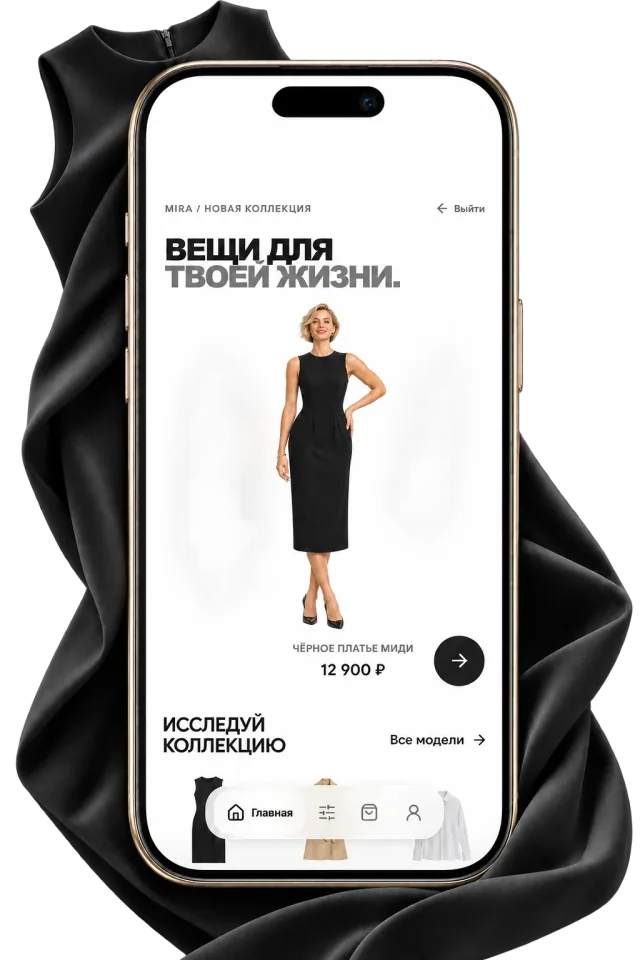 MIRA / НОВАЯ КОЛЛЕКЦИЯ
← Выйти
ВЕЩИ ДЛЯ
ТВОЕЙ ЖИЗНИ.
ЧЁРНОЕ ПЛАТЬЕ МИДИ
12 900 ₽
ИССЛЕДУЙ
КОЛЛЕКЦИЮ
Все модели →
Главная